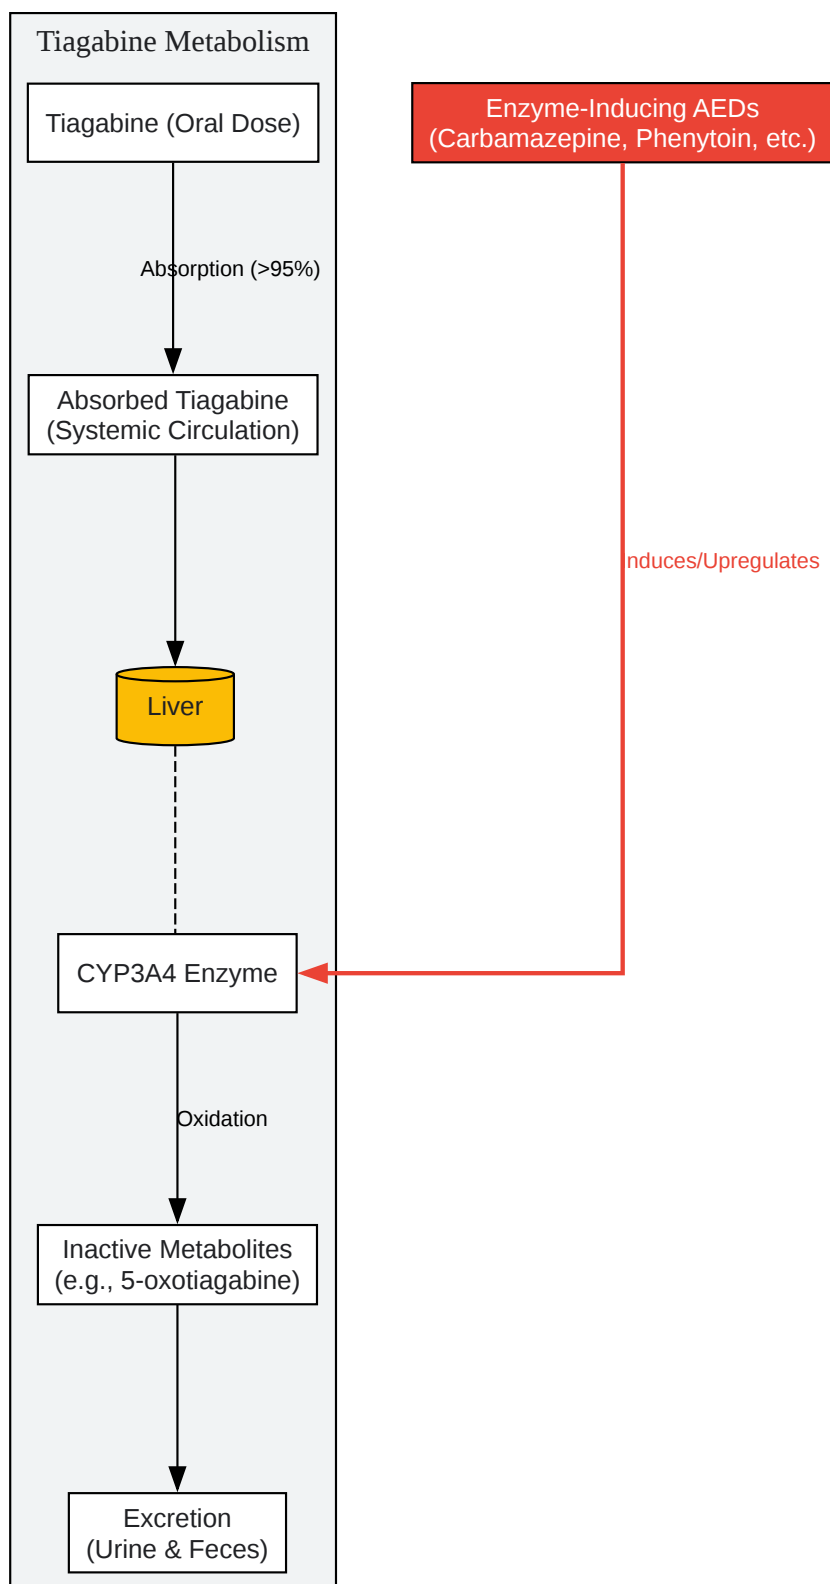 Tiagabine Metabolism
Tiagabine (Oral Dose)
Enzyme-Inducing AEDs
(Carbamazepine, Phenytoin, etc.)
Absorption (>95%)
Absorbed Tiagabine
(Systemic Circulation)
Induces/Upregulates
Liver
CYP3A4 Enzyme
Oxidation
Inactive Metabolites
(e.g., 5-oxotiagabine)
Excretion
(Urine & Feces)